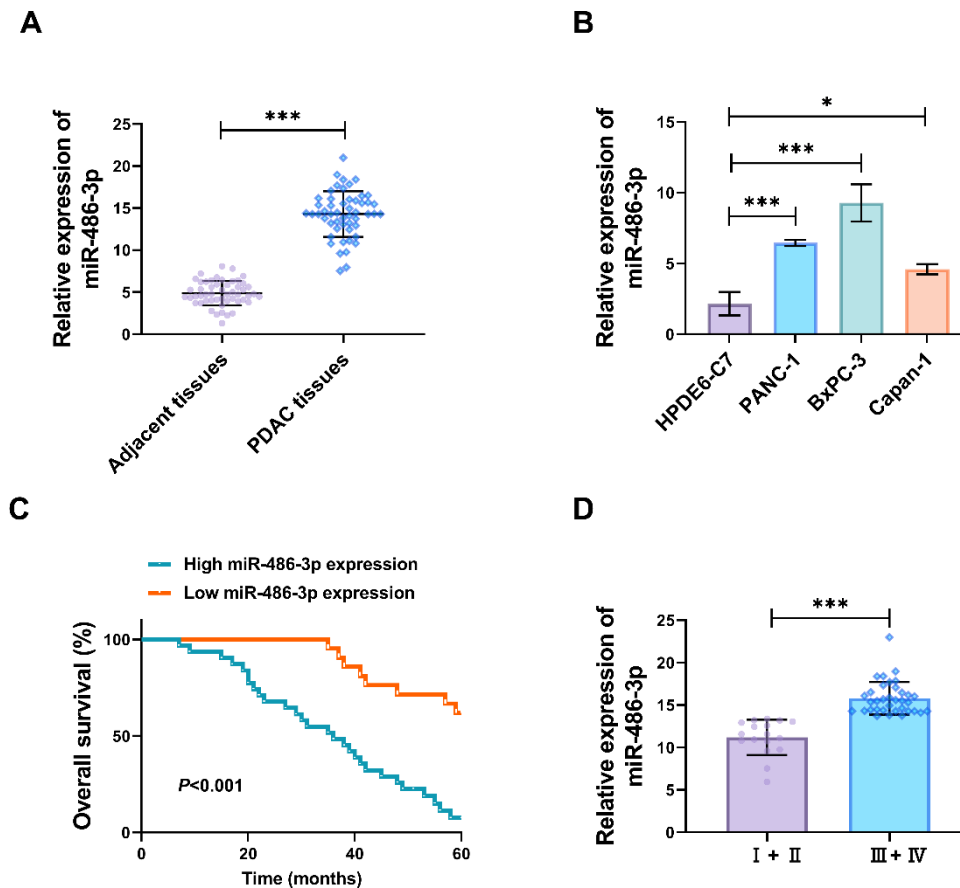 A
Relative expression of
miR-486-3p
25
20
15
10
5
0
***
Adjacent tissues
PDAC tissues
B
Relative expression of
miR-486-3p
15
10
5
0
*
***
***
HPDE6-C7
PANC-1
BxPC-3
Capan-1
C
High miR-486-3p expression
Low miR-486-3p expression
Overall survival (%)
100
50
0
P<0.001
0
20
40
60
Time (months)
D
Relative expression of
miR-486-3p
25
20
15
10
5
0
***
Ⅰ + Ⅱ
Ⅲ + Ⅳ